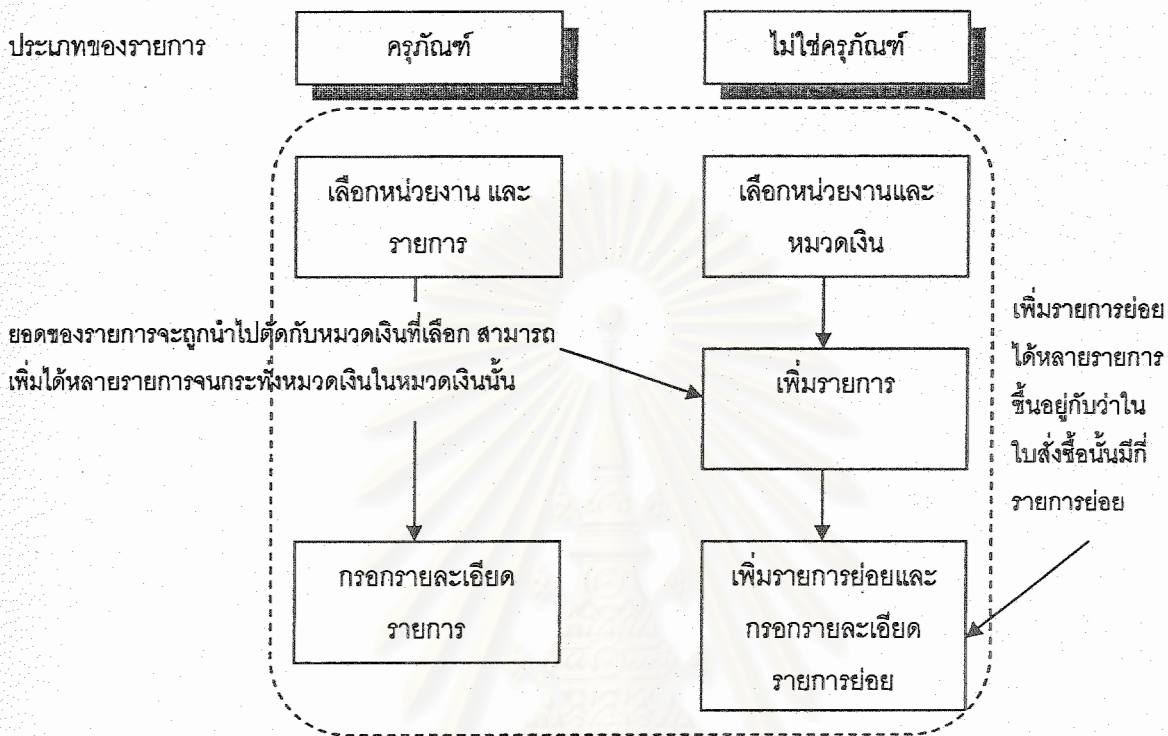 ประเภทของรายการ
ครุภัณฑ์
ไม่ใช่ครุภัณฑ์
เลือกหน่วยงาน และ
รายการ
เลือกหน่วยงานและ
หมวดเงิน
ยอดของรายการจะถูกนำไปตัดกับหมวดเงินที่เลือก สามารถ
เพิ่มได้หลายรายการจนกระทั่งหมวดเงินในหมวดเงินนั้น
เพิ่มรายการ
เพิ่มรายการย่อย
ได้หลายรายการ
ขึ้นอยู่กับว่าใน
ใบสั่งซื้อนั้นมีกี่
รายการย่อย
กรอกรายละเอียด
รายการ
เพิ่มรายการย่อยและ
กรอกรายละเอียด
รายการย่อย